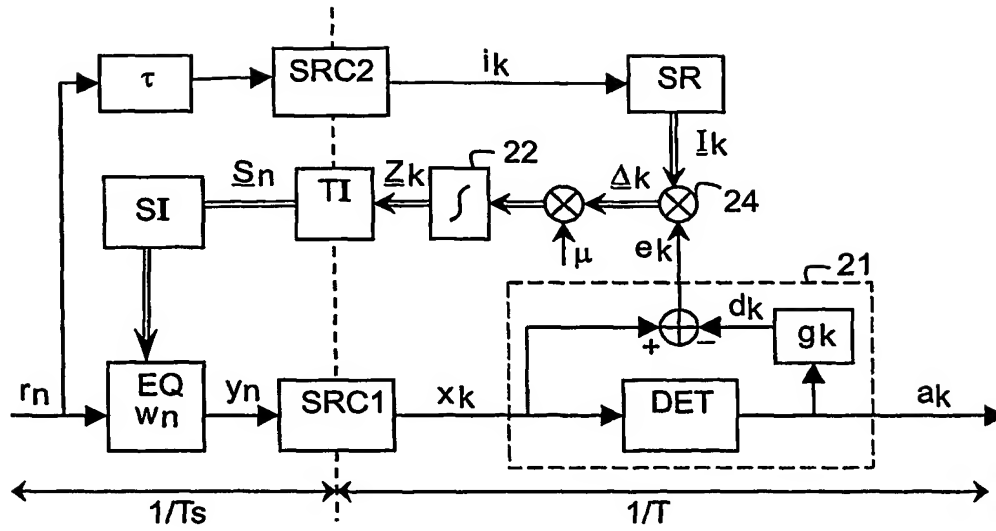 τ
SRC2
ik
SR
Ik
22
Sn
TI
Zk
∫
Δk
24
SI
μ
ek
21
dk
gk
+
−
rn
EQ
wn
yn
SRC1
xk
DET
ak
1/Ts
1/T